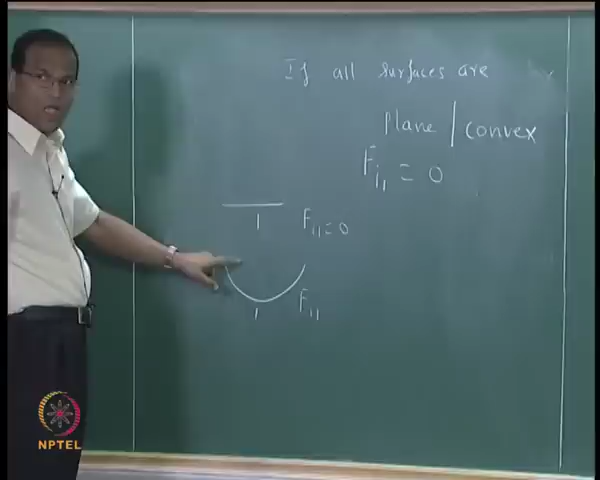 If all surfaces are
Plane / convex
F₁₁ = 0
1 F₁₁ = 0
1 F₁₁
NPTEL